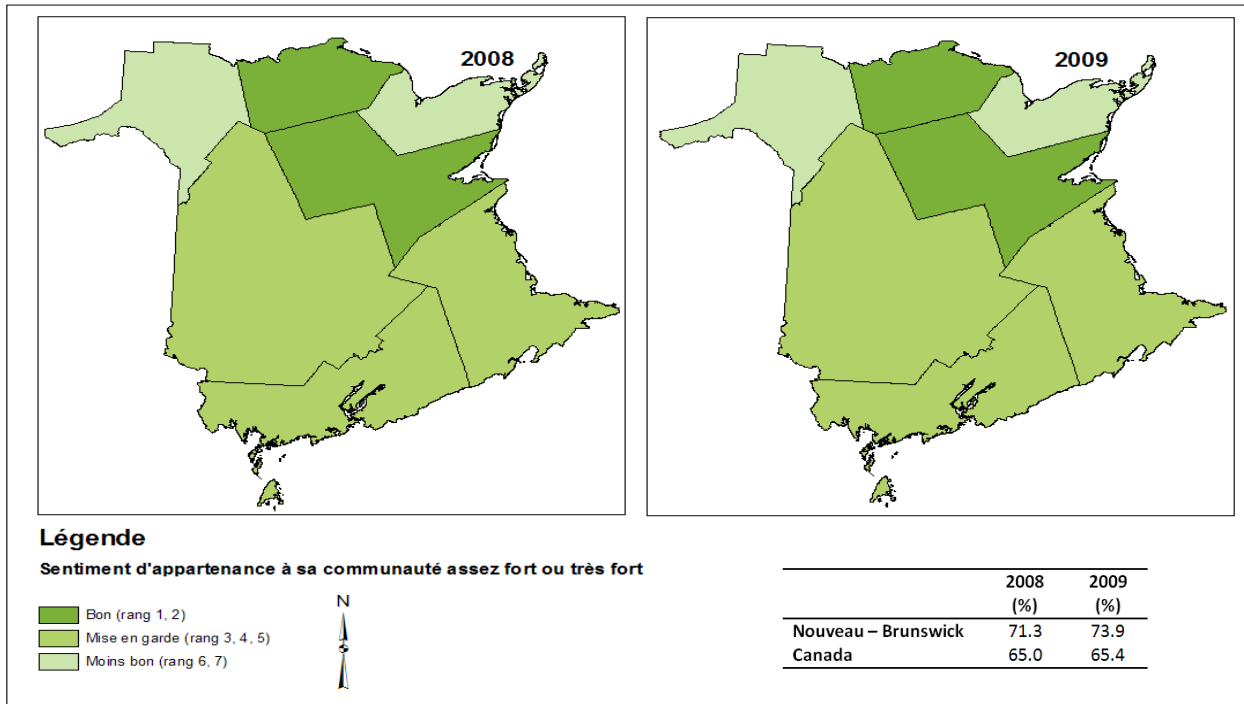 2008
2009
Légende
Sentiment d'appartenance à sa communauté assez fort ou très fort
Bon (rang 1, 2)
Mise en garde (rang 3, 4, 5)
Moins bon (rang 6, 7)
N
2008 2009
(%) (%)
Nouveau – Brunswick 71.3 73.9
Canada 65.0 65.4